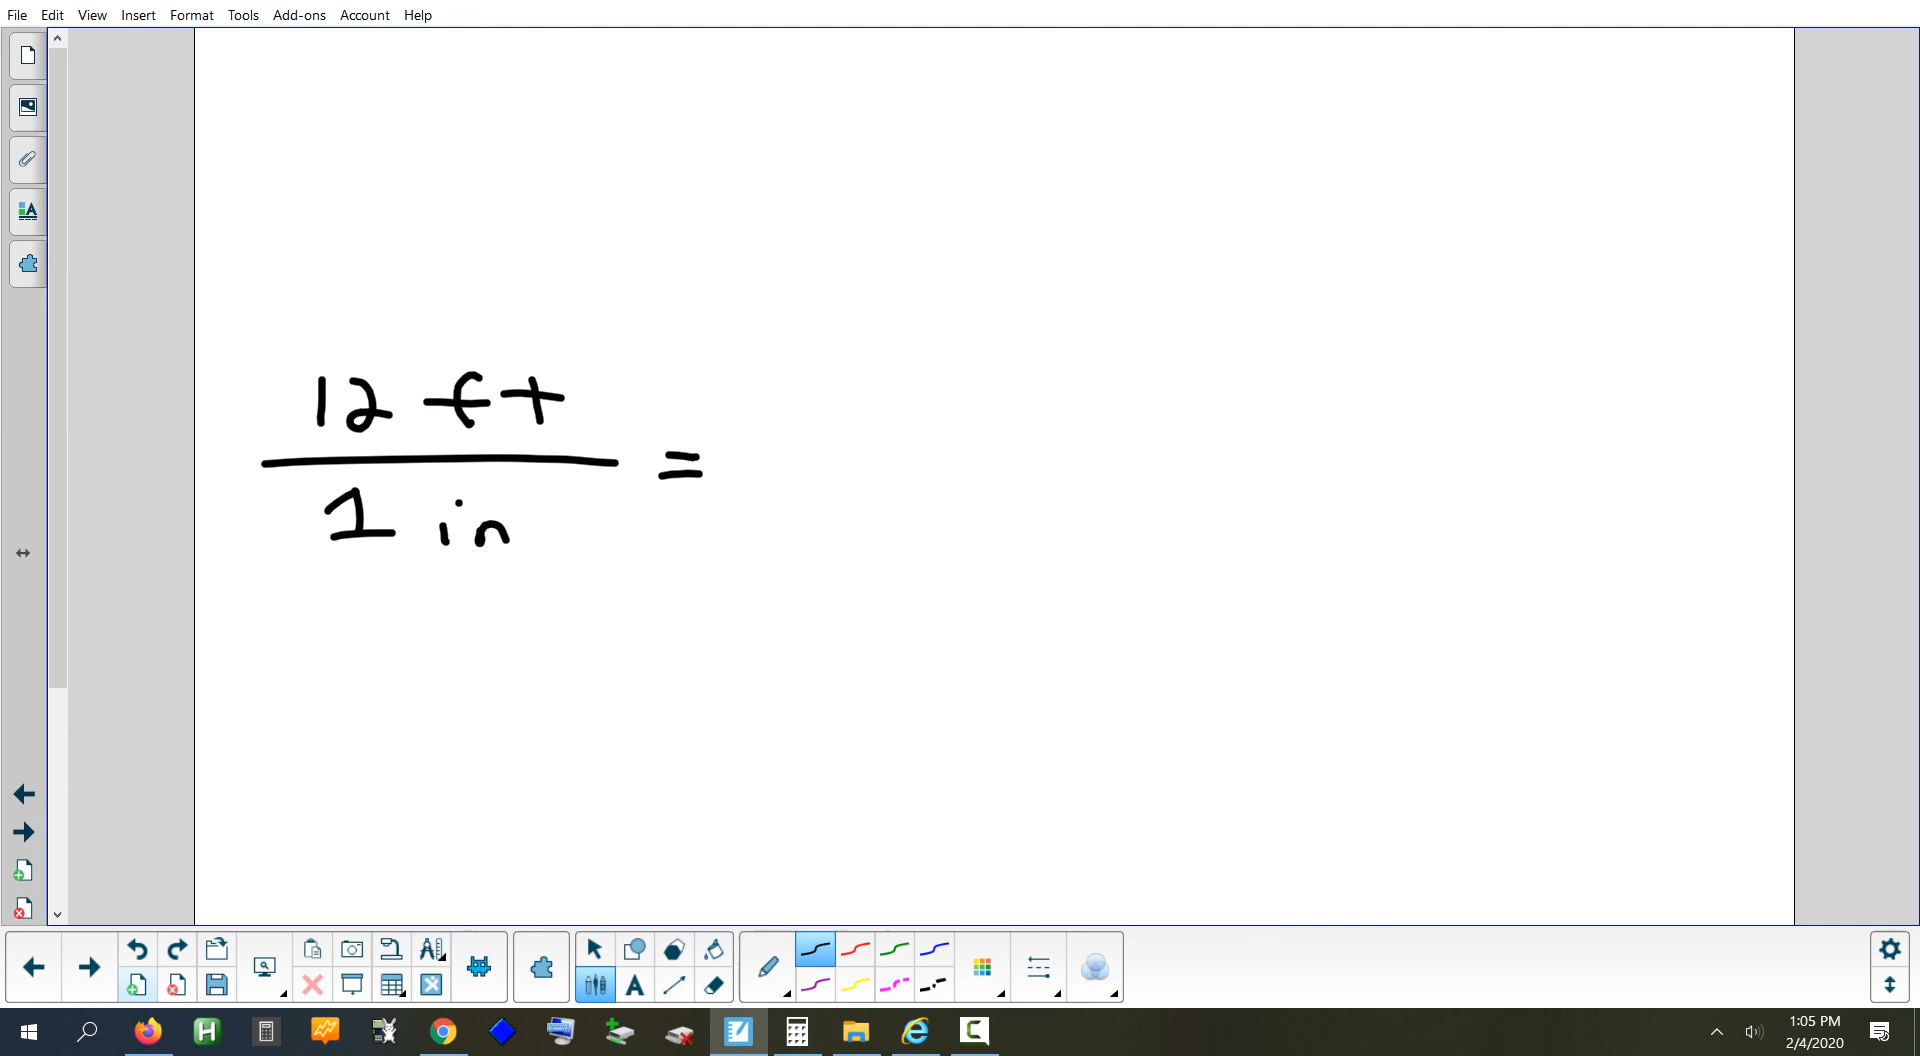 File Edit View Insert Format Tools Add-ons Account Help
12 ft
1 in
=
1:05 PM
2/4/2020